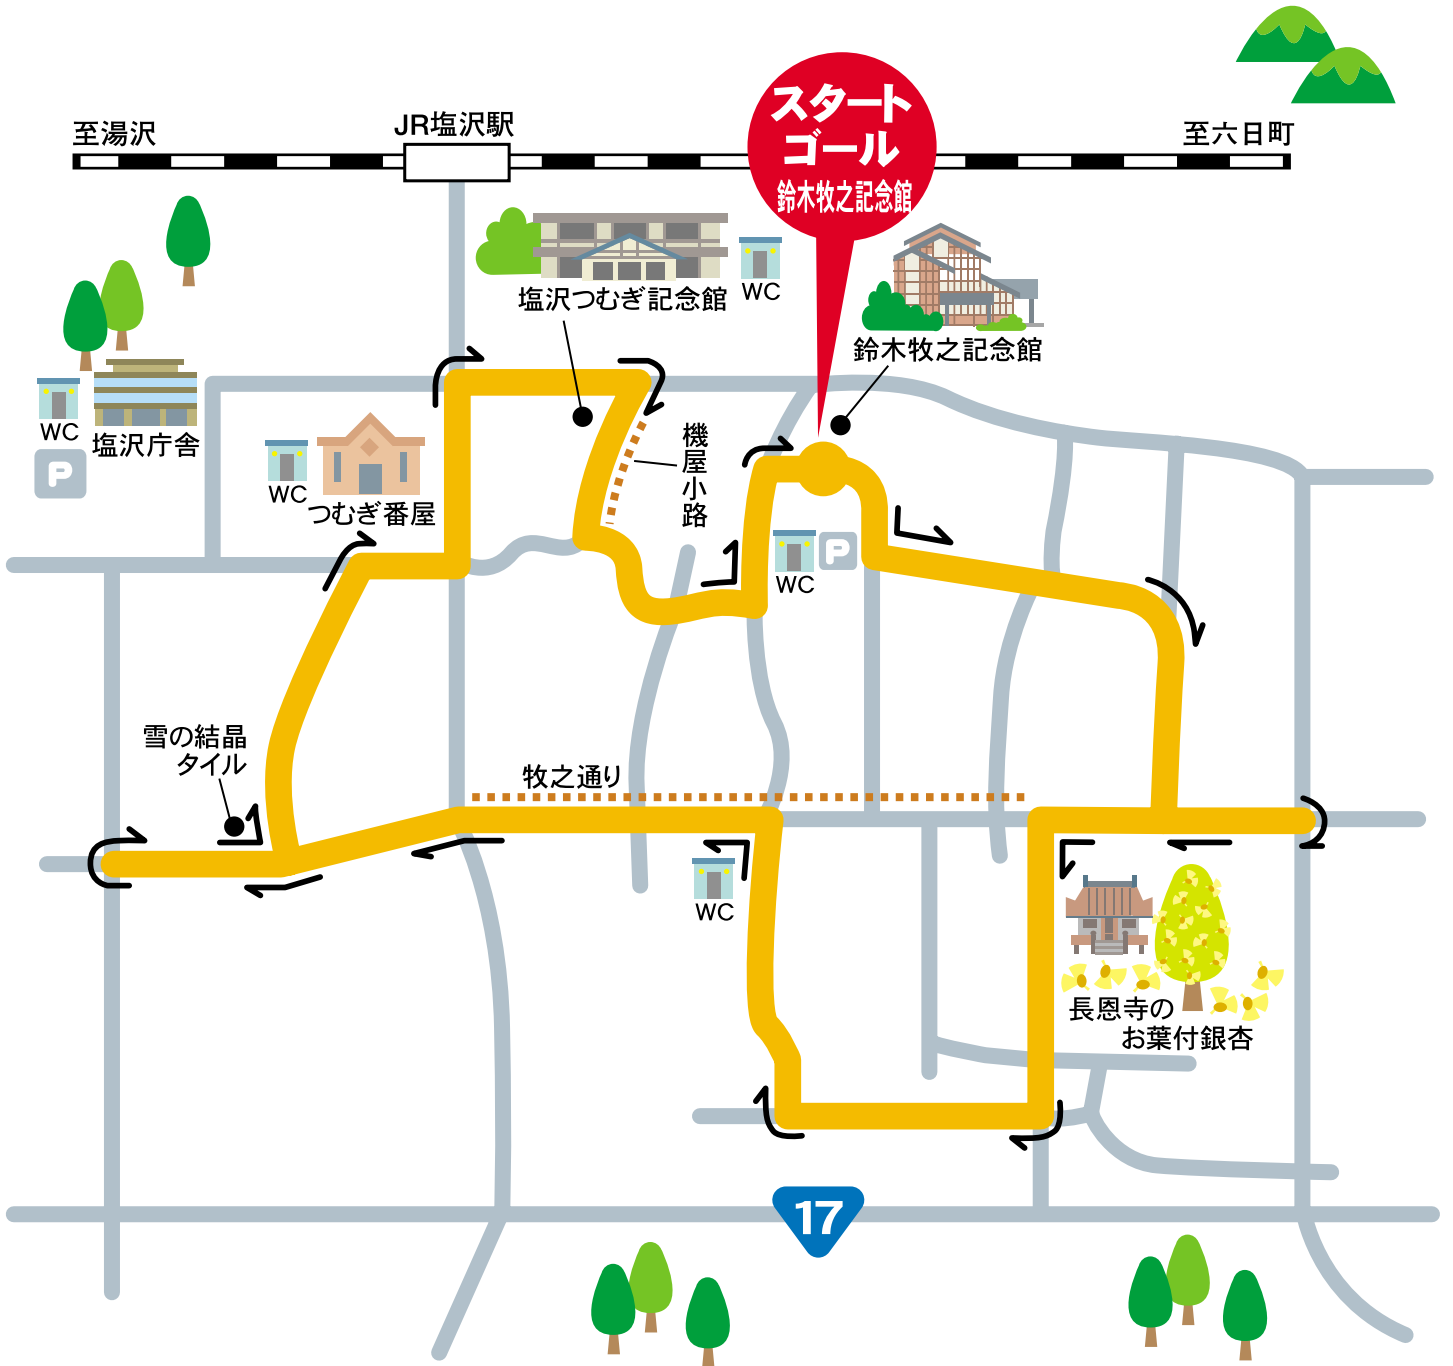 スタート
ゴール
鈴木牧之記念館
至湯沢
JR塩沢駅
至六日町
塩沢つむぎ記念館
WC
鈴木牧之記念館
WC
塩沢庁舎
P
WC
つむぎ番屋
機屋小路
WC
P
雪の結晶
タイル
牧之通り
WC
長恩寺の
お葉付銀杏
17